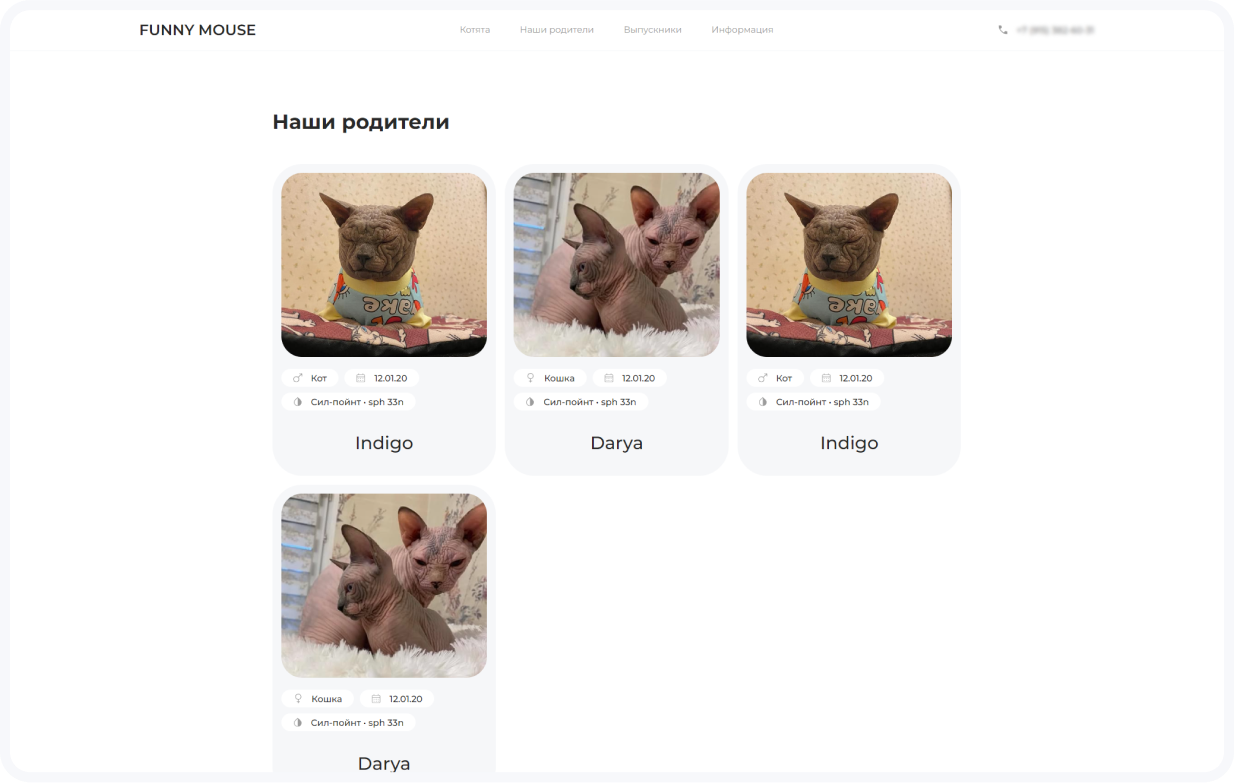 FUNNY MOUSE Котята Наши родители Выпускники Информация
Наши родители
Кот 12.01.20
Сил-пойнт • sph 33n
Indigo
Кошка 12.01.20
Сил-пойнт • sph 33n
Darya
Кот 12.01.20
Сил-пойнт • sph 33n
Indigo
Кошка 12.01.20
Сил-пойнт • sph 33n
Darya